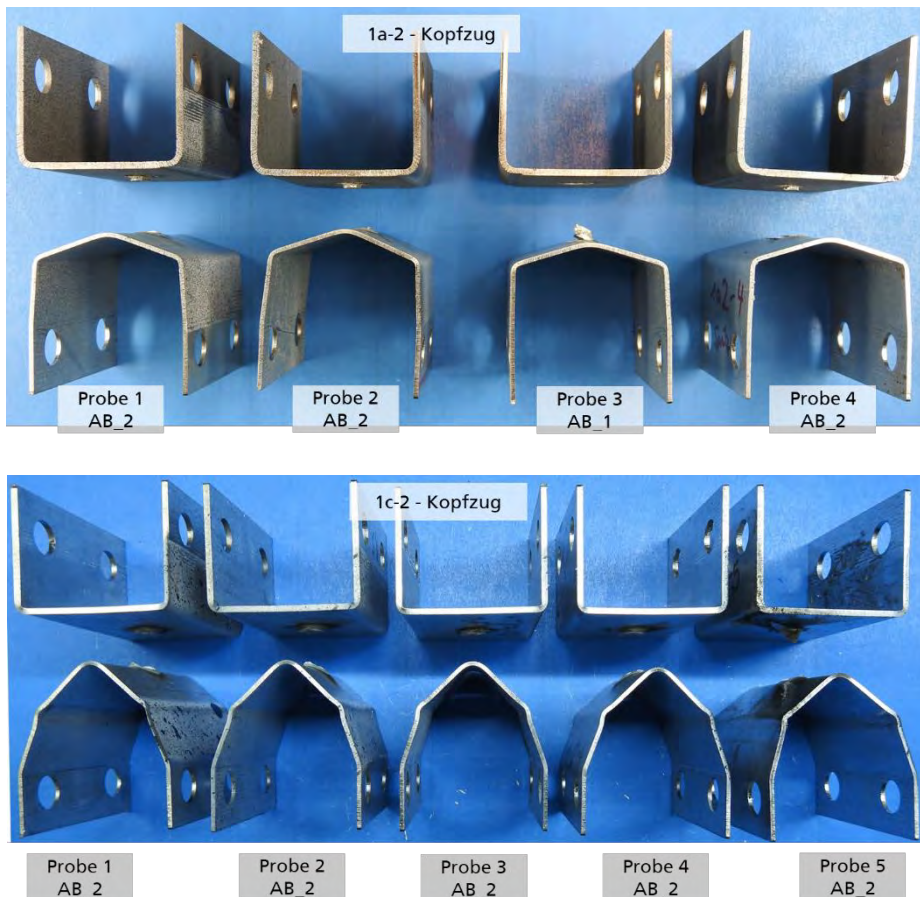 1a-2 - Kopfzug
Probe 1
AB_2
Probe 2
AB_2
Probe 3
AB_1
Probe 4
AB_2
1c-2 - Kopfzug
Probe 1
AB_2
Probe 2
AB_2
Probe 3
AB_2
Probe 4
AB_2
Probe 5
AB_2